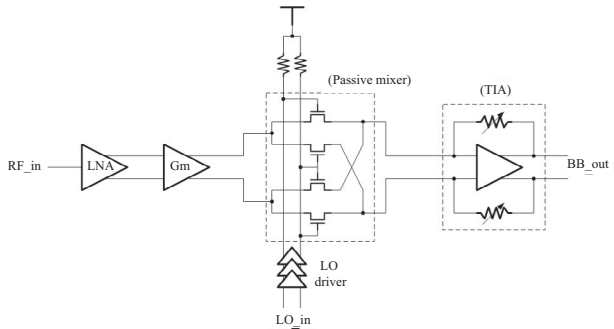 (Passive mixer)
(TIA)
RF_in
LNA
Gm
BB_out
LO
driver
LO_in